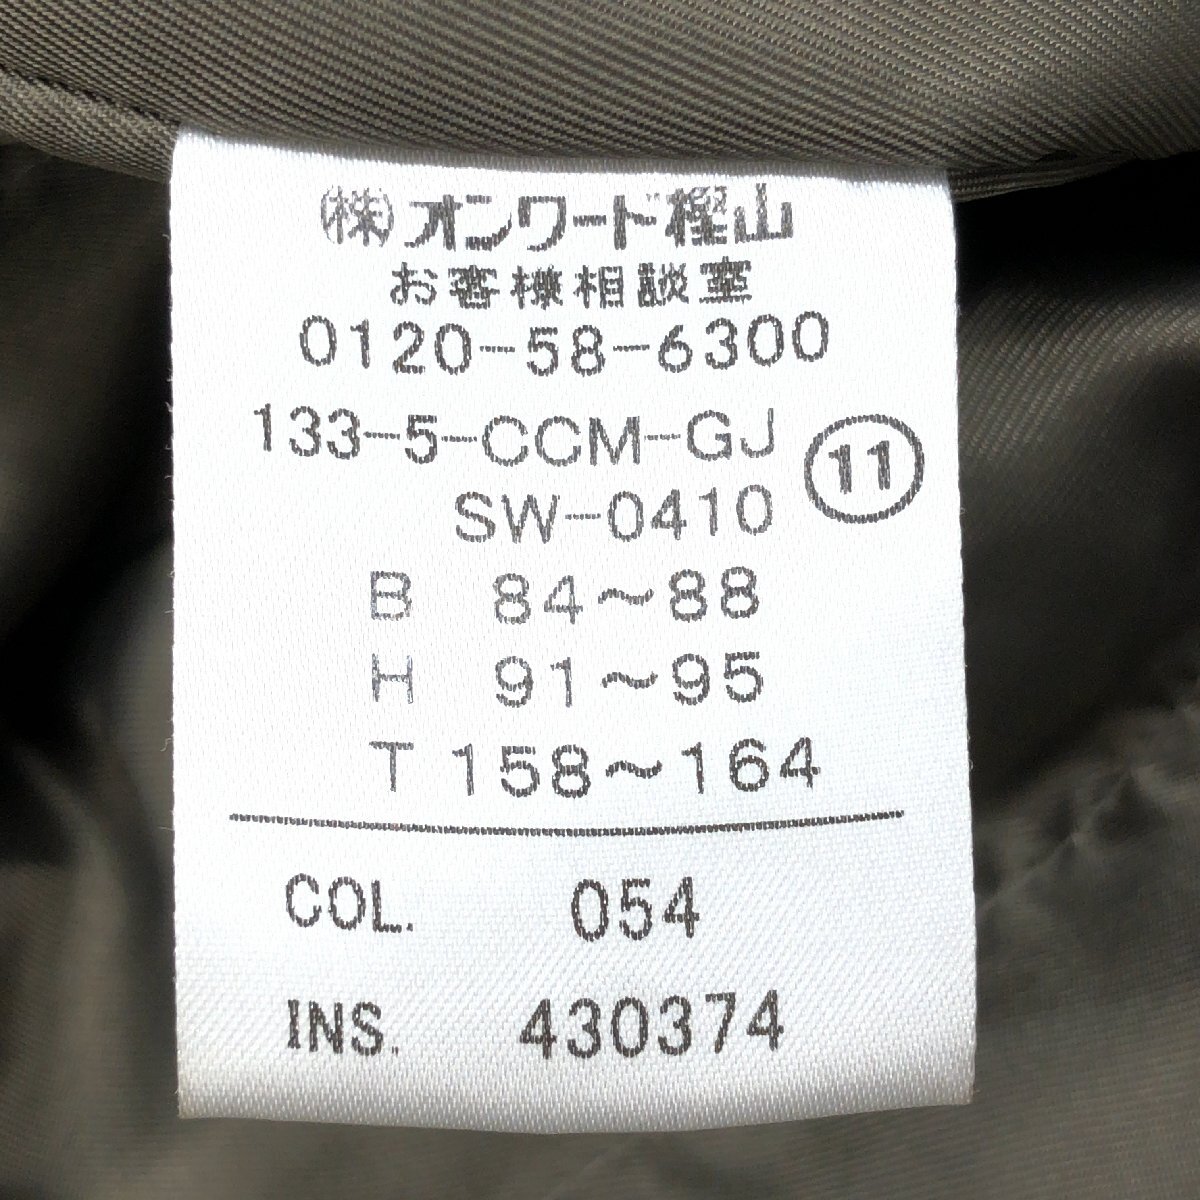 ㈱オンワード樫山
お客様相談室
0120-58-6300
133-5-CCM-GJ
SW-0410
11
B 84～88
H 91～95
T 158～164
COL. 054
INS. 430374